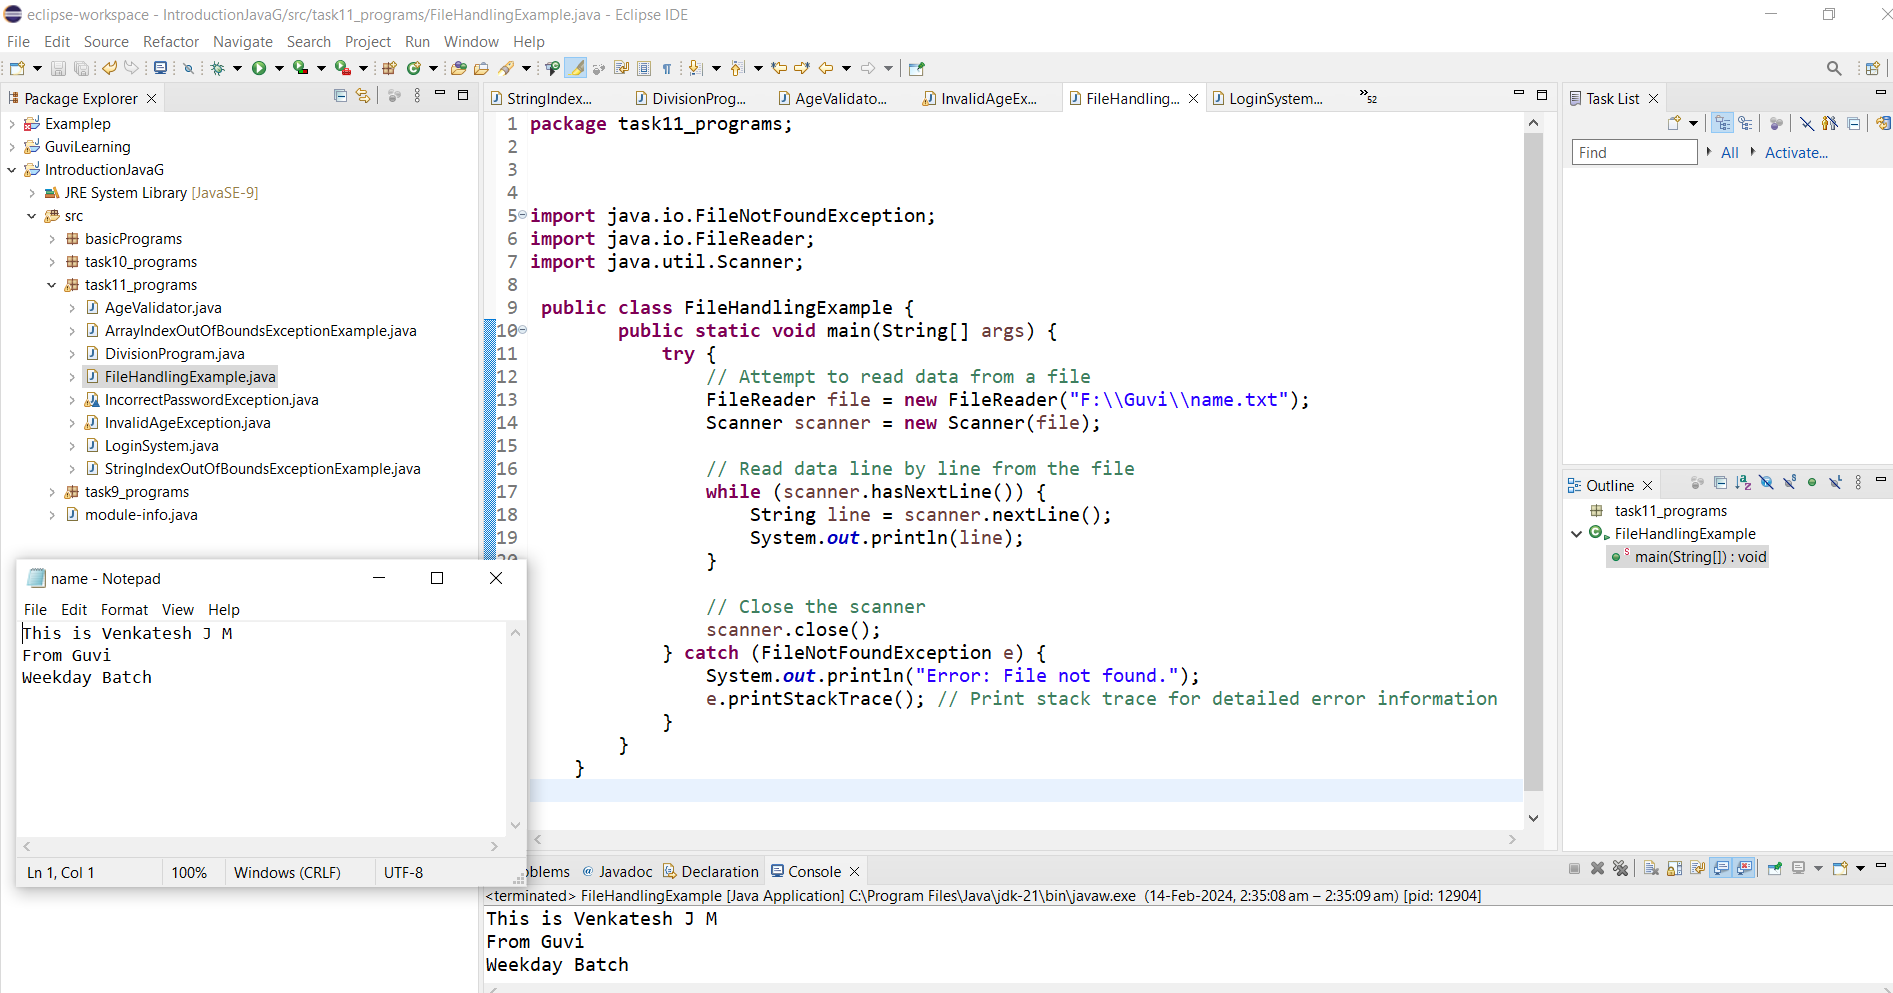 eclipse-workspace - IntroductionJavaG/src/task11_programs/FileHandlingExample.java - Eclipse IDE
File Edit Source Refactor Navigate Search Project Run Window Help
Package Explorer
Examplep
GuviLearning
IntroductionJavaG
JRE System Library [JavaSE-9]
src
basicPrograms
task10_programs
task11_programs
AgeValidator.java
ArrayIndexOutOfBoundsExceptionExample.java
DivisionProgram.java
FileHandlingExample.java
IncorrectPasswordException.java
InvalidAgeException.java
LoginSystem.java
StringIndexOutOfBoundsExceptionExample.java
task9_programs
module-info.java
name - Notepad
File Edit Format View Help
This is Venkatesh J M
From Guvi
Weekday Batch
Ln 1, Col 1 100% Windows (CRLF) UTF-8
StringIndex... DivisionProg... AgeValidato... InvalidAgeEx... FileHandling... LoginSystem... »52
1 package task11_programs;
2
3
4
5 import java.io.FileNotFoundException;
6 import java.io.FileReader;
7 import java.util.Scanner;
8
9 public class FileHandlingExample {
10 public static void main(String[] args) {
11 try {
12 // Attempt to read data from a file
13 FileReader file = new FileReader("F:\\Guvi\\name.txt");
14 Scanner scanner = new Scanner(file);
15
16 // Read data line by line from the file
17 while (scanner.hasNextLine()) {
18 String line = scanner.nextLine();
19 System.out.println(line);
}
// Close the scanner
scanner.close();
} catch (FileNotFoundException e) {
System.out.println("Error: File not found.");
e.printStackTrace(); // Print stack trace for detailed error information
}
}
}
Task List
Find All Activate...
Outline
task11_programs
FileHandlingExample
main(String[]) : void
oblems Javadoc Declaration Console
<terminated> FileHandlingExample [Java Application] C:\Program Files\Java\jdk-21\bin\javaw.exe (14-Feb-2024, 2:35:08 am – 2:35:09 am) [pid: 12904]
This is Venkatesh J M
From Guvi
Weekday Batch